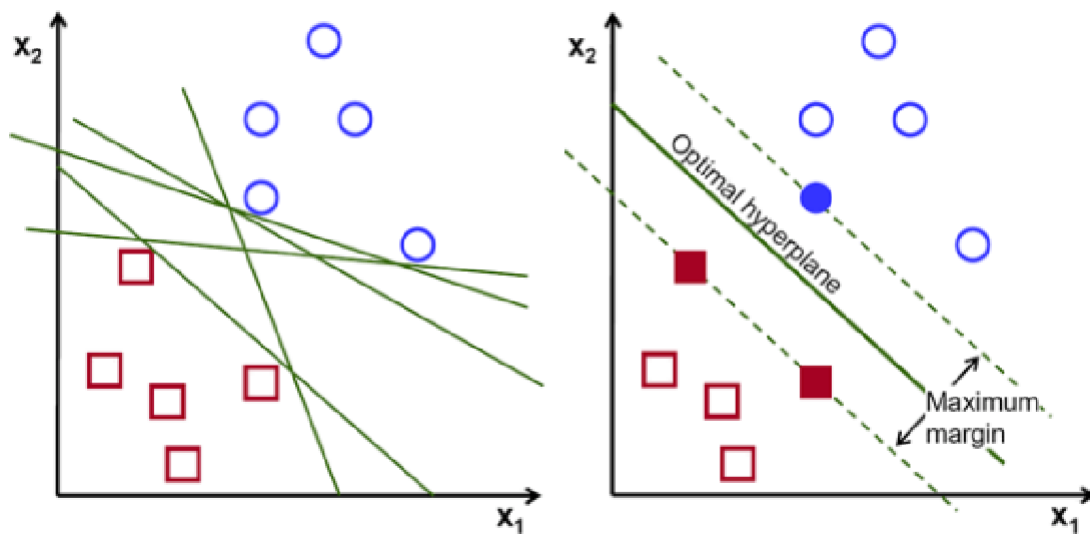 x₂
x₁
x₂
Optimal hyperplane
Maximum
margin
x₁